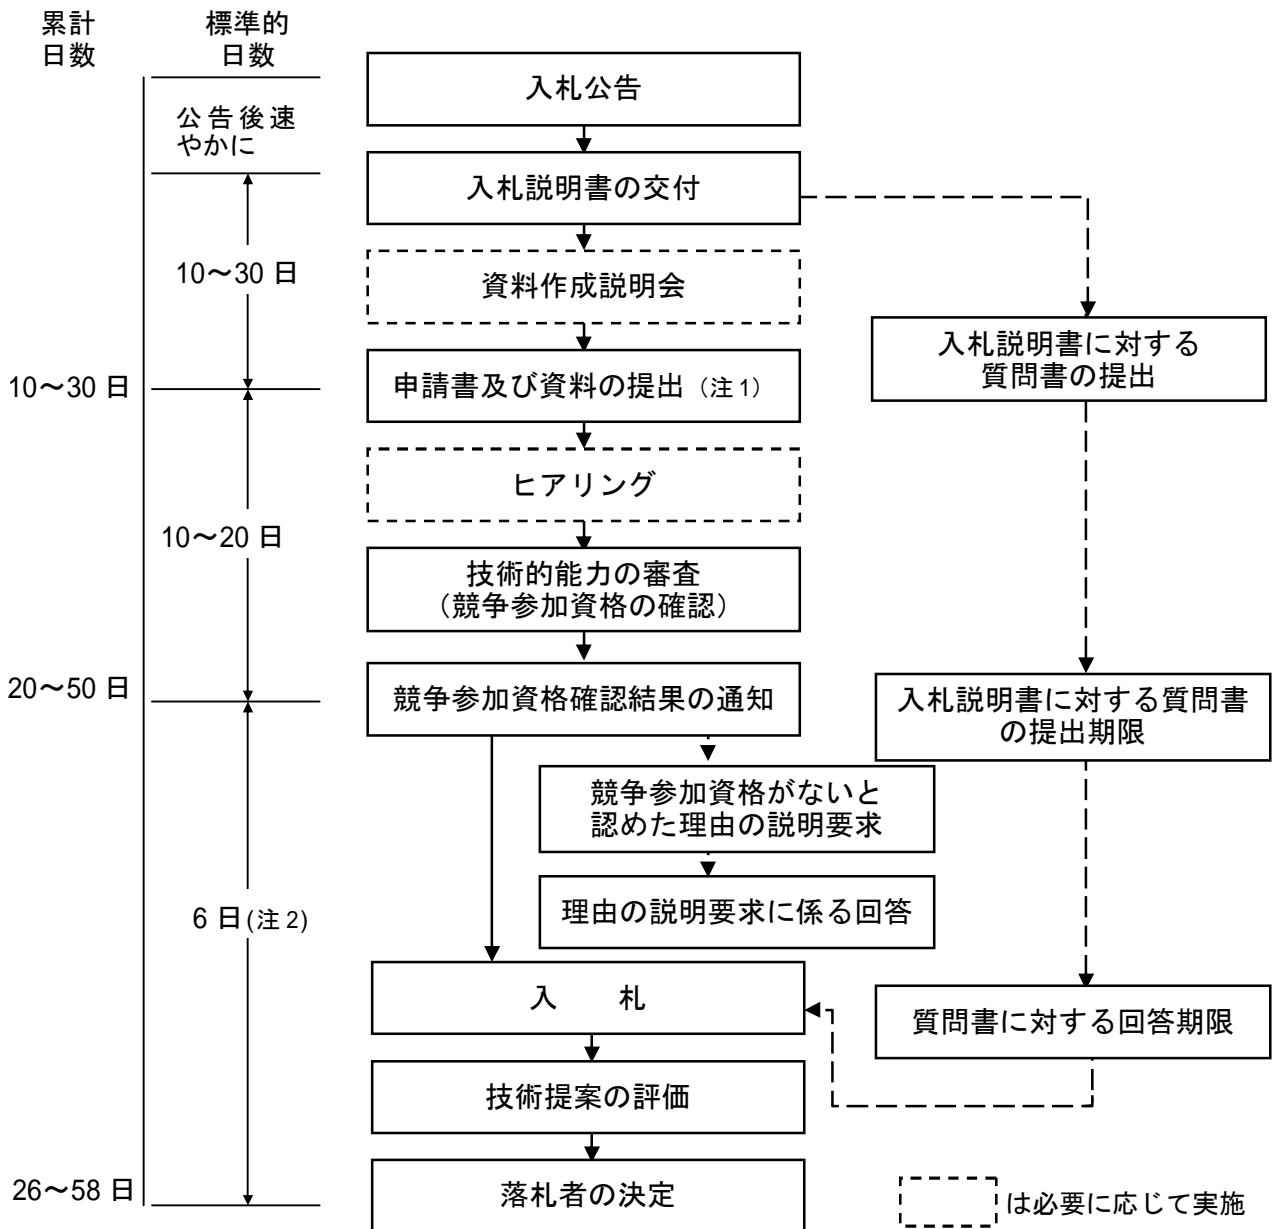 累計
日数
標準的
日数
入札公告
公告後速
やかに
入札説明書の交付
10～30 日
資料作成説明会
入札説明書に対する
質問書の提出
10～30 日
申請書及び資料の提出（注 1）
ヒアリング
10～20 日
技術的能力の審査
（競争参加資格の確認）
20～50 日
競争参加資格確認結果の通知
入札説明書に対する質問書
の提出期限
競争参加資格がないと
認めた理由の説明要求
6 日(注 2)
理由の説明要求に係る回答
入　　札
質問書に対する回答期限
技術提案の評価
26～58 日
落札者の決定
は必要に応じて実施